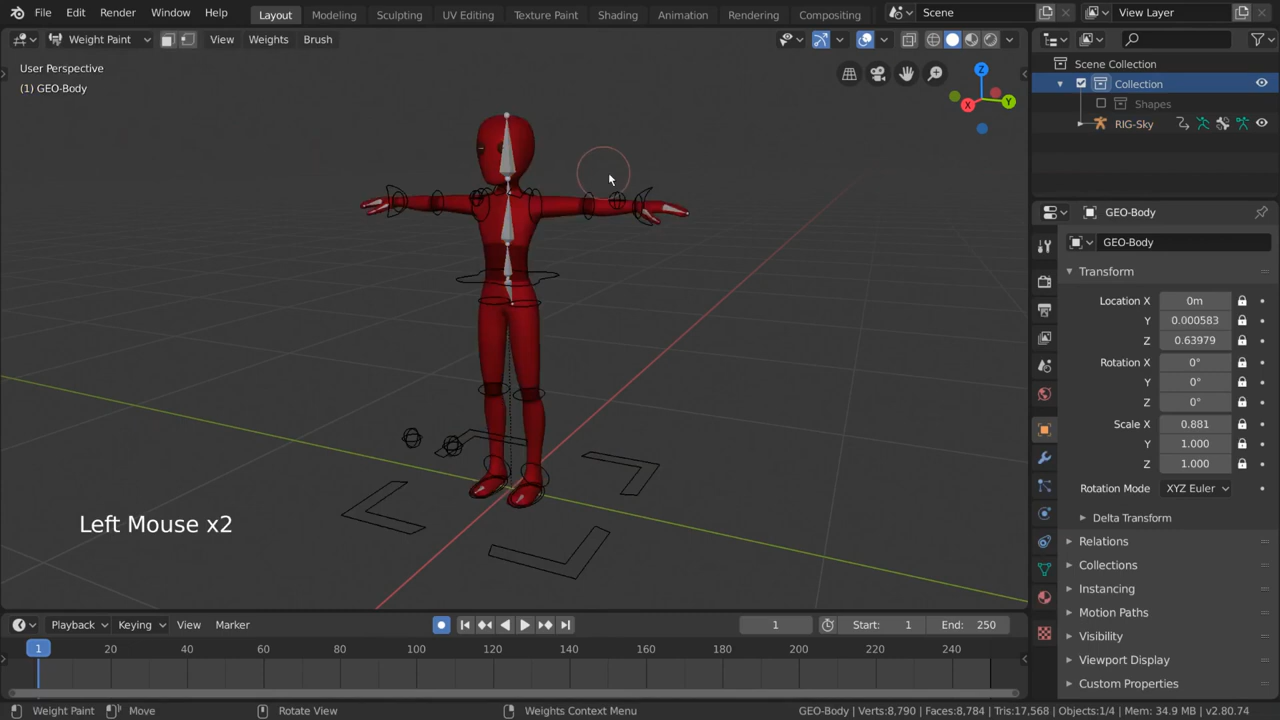 File Edit Render Window Help Layout Modeling Sculpting UV Editing Texture Paint Shading Animation Rendering Compositing Scene View Layer
Weight Paint View Weights Brush
User Perspective
(1) GEO-Body
Z
Y
X
Left Mouse x2
Scene Collection
Collection
Shapes
RIG-Sky
GEO-Body
GEO-Body
Transform
Location X 0m
Y 0.000583
Z 0.63979
Rotation X 0°
Y 0°
Z 0°
Scale X 0.881
Y 1.000
Z 1.000
Rotation Mode XYZ Euler
Delta Transform
Relations
Collections
Instancing
Motion Paths
Visibility
Viewport Display
Custom Properties
Playback Keying View Marker 1 Start: 1 End: 250
1 20 40 60 80 100 120 140 160 180 200 220 240
Weight Paint Move Rotate View Weights Context Menu GEO-Body | Verts:8,790 | Faces:8,784 | Tris:17,568 | Objects:1/4 | Mem: 34.9 MB | v2.80.74